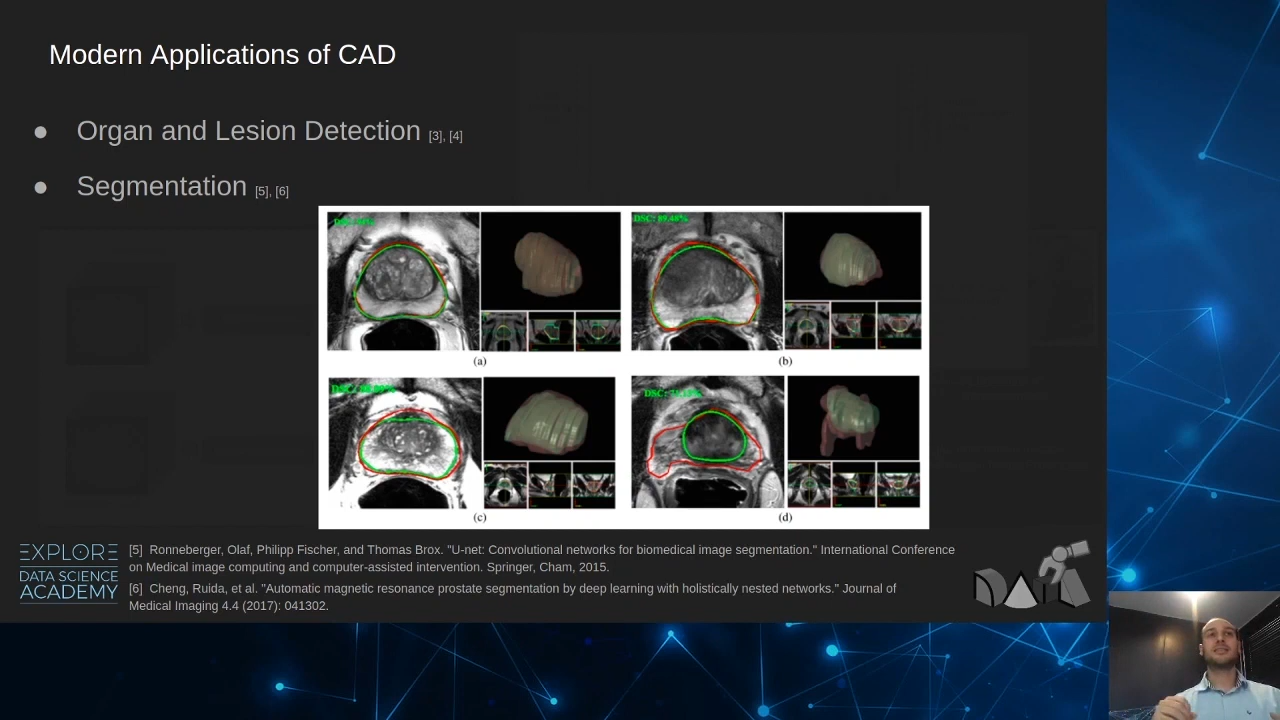 Modern Applications of CAD
● Organ and Lesion Detection [3], [4]
● Segmentation [5], [6]
DSC: 89.48%
(a)
(b)
(c)
(d)
[5] Ronneberger, Olaf, Philipp Fischer, and Thomas Brox. "U-net: Convolutional networks for biomedical image segmentation." International Conference
on Medical image computing and computer-assisted intervention. Springer, Cham, 2015.
[6] Cheng, Ruida, et al. "Automatic magnetic resonance prostate segmentation by deep learning with holistically nested networks." Journal of
Medical Imaging 4.4 (2017): 041302.
EXPLORE
DATA SCIENCE
ACADEMY